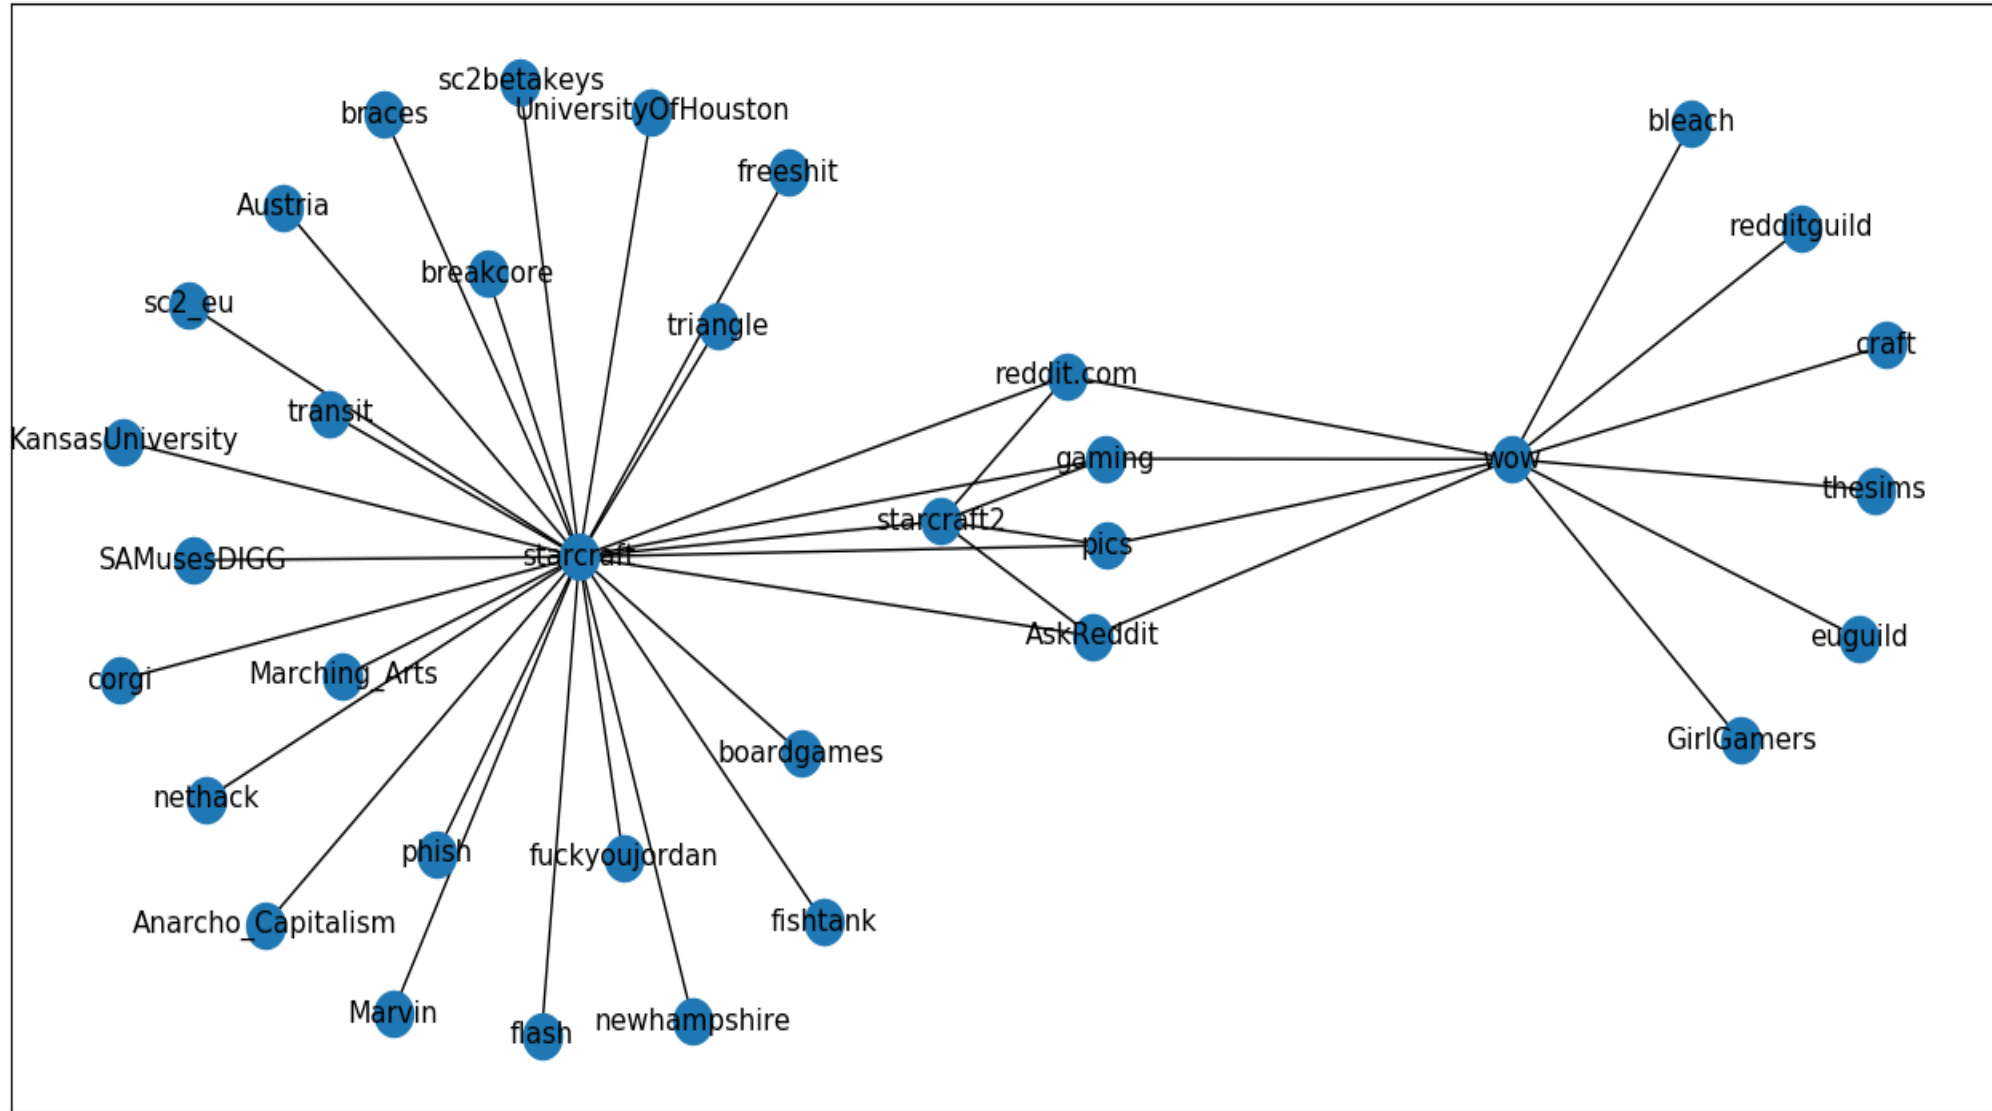 sc2betakeys
braces
UniversityOfHouston
bleach
freeshit
Austria
redditguild
breakcore
sc2_eu
triangle
craft
reddit.com
transit
KansasUniversity
gaming
wow
thesims
starcraft2
pics
starcraft
SAMusesDIGG
AskReddit
euguild
Marching_Arts
corgi
GirlGamers
boardgames
nethack
phish
fuckyoujordan
fishtank
Anarcho_Capitalism
Marvin
newhampshire
flash